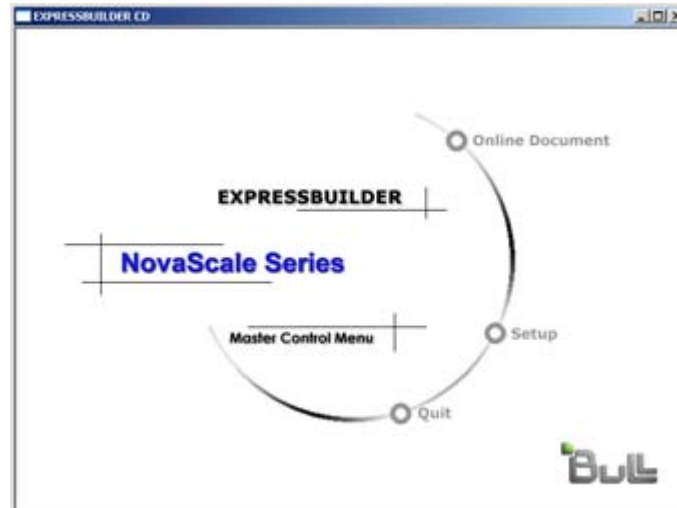 EXPRESSBUILDER CD
Online Document
EXPRESSBUILDER
NovaScale Series
Setup
Master Control Menu
Quit
Bull